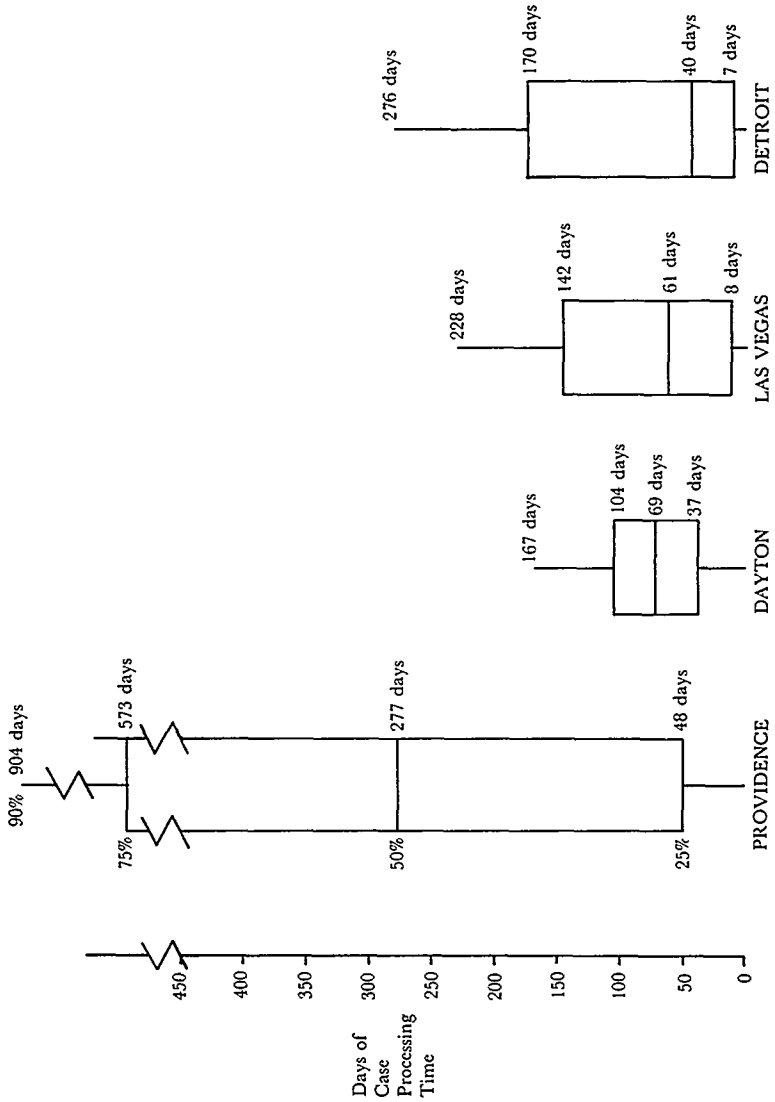 Days of
Case
Processing
Time
450
400
350
300
250
200
150
100
50
0
90% 904 days
75% 573 days
50% 277 days
25% 48 days
PROVIDENCE
167 days
104 days
69 days
37 days
DAYTON
228 days
142 days
61 days
8 days
LAS VEGAS
276 days
170 days
40 days
7 days
DETROIT